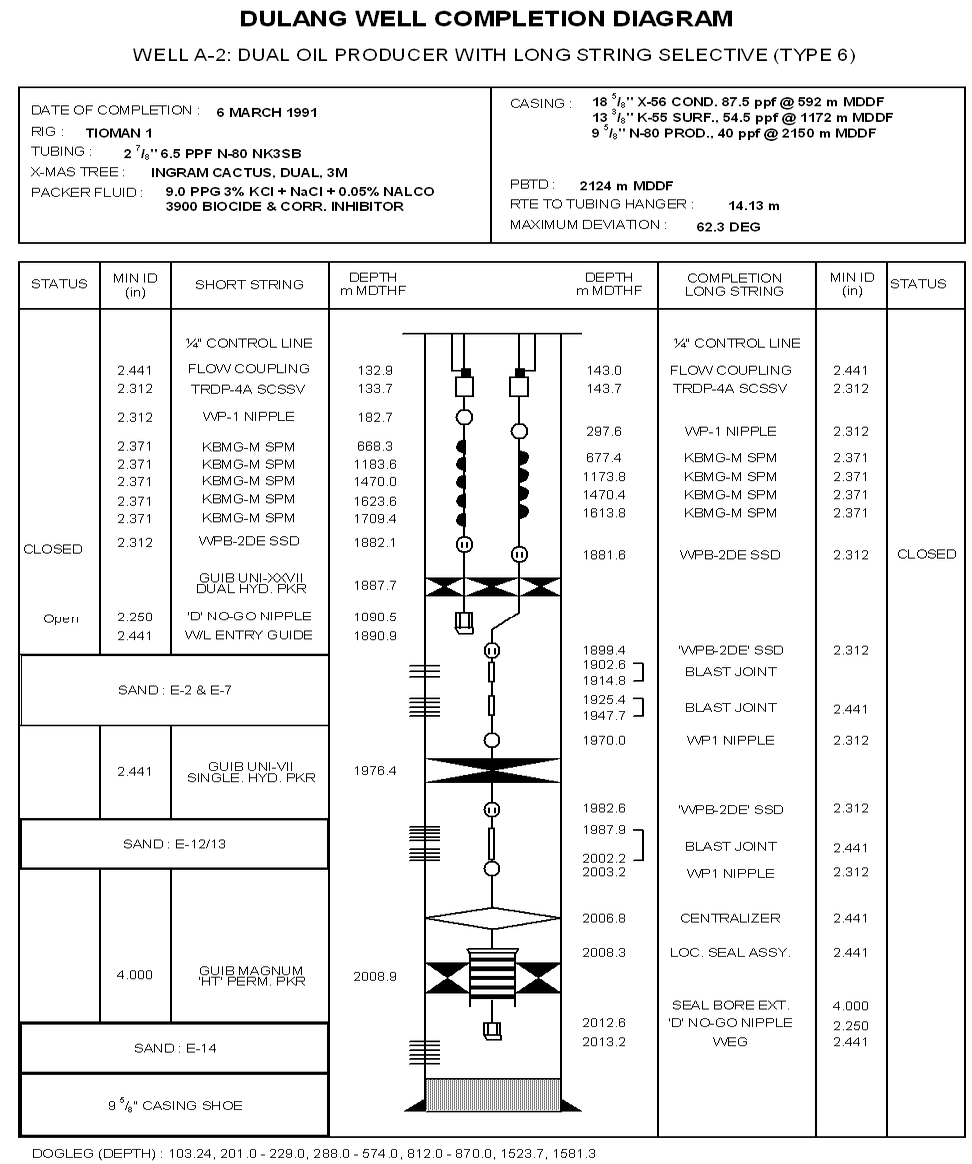 DULANG WELL COMPLETION DIAGRAM
WELL A-2: DUAL OIL PRODUCER WITH LONG STRING SELECTIVE (TYPE 6)
DATE OF COMPLETION : 6 MARCH 1991
RIG : TIOMAN 1
TUBING : 2 7/8" 6.5 PPF N-80 NK3SB
X-MAS TREE : INGRAM CACTUS, DUAL, 3M
PACKER FLUID : 9.0 PPG 3% KCl + NaCl + 0.05% NALCO
3900 BIOCIDE & CORR. INHIBITOR
CASING : 18 5/8" X-56 COND. 87.5 ppf @ 592 m MDDF
13 3/8" K-55 SURF., 54.5 ppf @ 1172 m MDDF
9 5/8" N-80 PROD., 40 ppf @ 2150 m MDDF
PBTD : 2124 m MDDF
RTE TO TUBING HANGER : 14.13 m
MAXIMUM DEVIATION : 62.3 DEG
STATUS MIN ID (in) SHORT STRING DEPTH m MDTHF DEPTH m MDTHF COMPLETION LONG STRING MIN ID (in) STATUS
¼" CONTROL LINE ¼" CONTROL LINE
2.441 FLOW COUPLING 132.9 143.0 FLOW COUPLING 2.441
2.312 TRDP-4A SCSSV 133.7 143.7 TRDP-4A SCSSV 2.312
2.312 WP-1 NIPPLE 182.7
297.6 WP-1 NIPPLE 2.312
2.371 KBMG-M SPM 668.3
677.4 KBMG-M SPM 2.371
2.371 KBMG-M SPM 1183.6
1173.8 KBMG-M SPM 2.371
2.371 KBMG-M SPM 1470.0
1470.4 KBMG-M SPM 2.371
2.371 KBMG-M SPM 1623.6
1613.8 KBMG-M SPM 2.371
2.371 KBMG-M SPM 1709.4
2.312 WPB-2DE SSD 1882.1
CLOSED 1881.6 WPB-2DE SSD 2.312 CLOSED
GUIB UNI-XXVII
DUAL HYD. PKR 1887.7
Open 2.250 'D' NO-GO NIPPLE 1090.5
2.441 W/L ENTRY GUIDE 1890.9
1899.4 'WPB-2DE' SSD 2.312
1902.6
1914.8 BLAST JOINT
SAND : E-2 & E-7
1925.4
1947.7 BLAST JOINT 2.441
1970.0 WP1 NIPPLE 2.312
2.441 GUIB UNI-VII
SINGLE. HYD. PKR 1976.4
1982.6 'WPB-2DE' SSD 2.312
1987.9
SAND : E-12/13 BLAST JOINT 2.441
2002.2
2003.2 WP1 NIPPLE 2.312
2006.8 CENTRALIZER 2.441
2008.3 LOC. SEAL ASSY. 2.441
4.000 GUIB MAGNUM
'HT' PERM. PKR 2008.9
SEAL BORE EXT. 4.000
2012.6 'D' NO-GO NIPPLE 2.250
2013.2 WEG 2.441
SAND : E-14
9 5/8" CASING SHOE
DOGLEG (DEPTH) : 103.24, 201.0 - 229.0, 288.0 - 574.0, 812.0 - 870.0, 1523.7, 1581.3